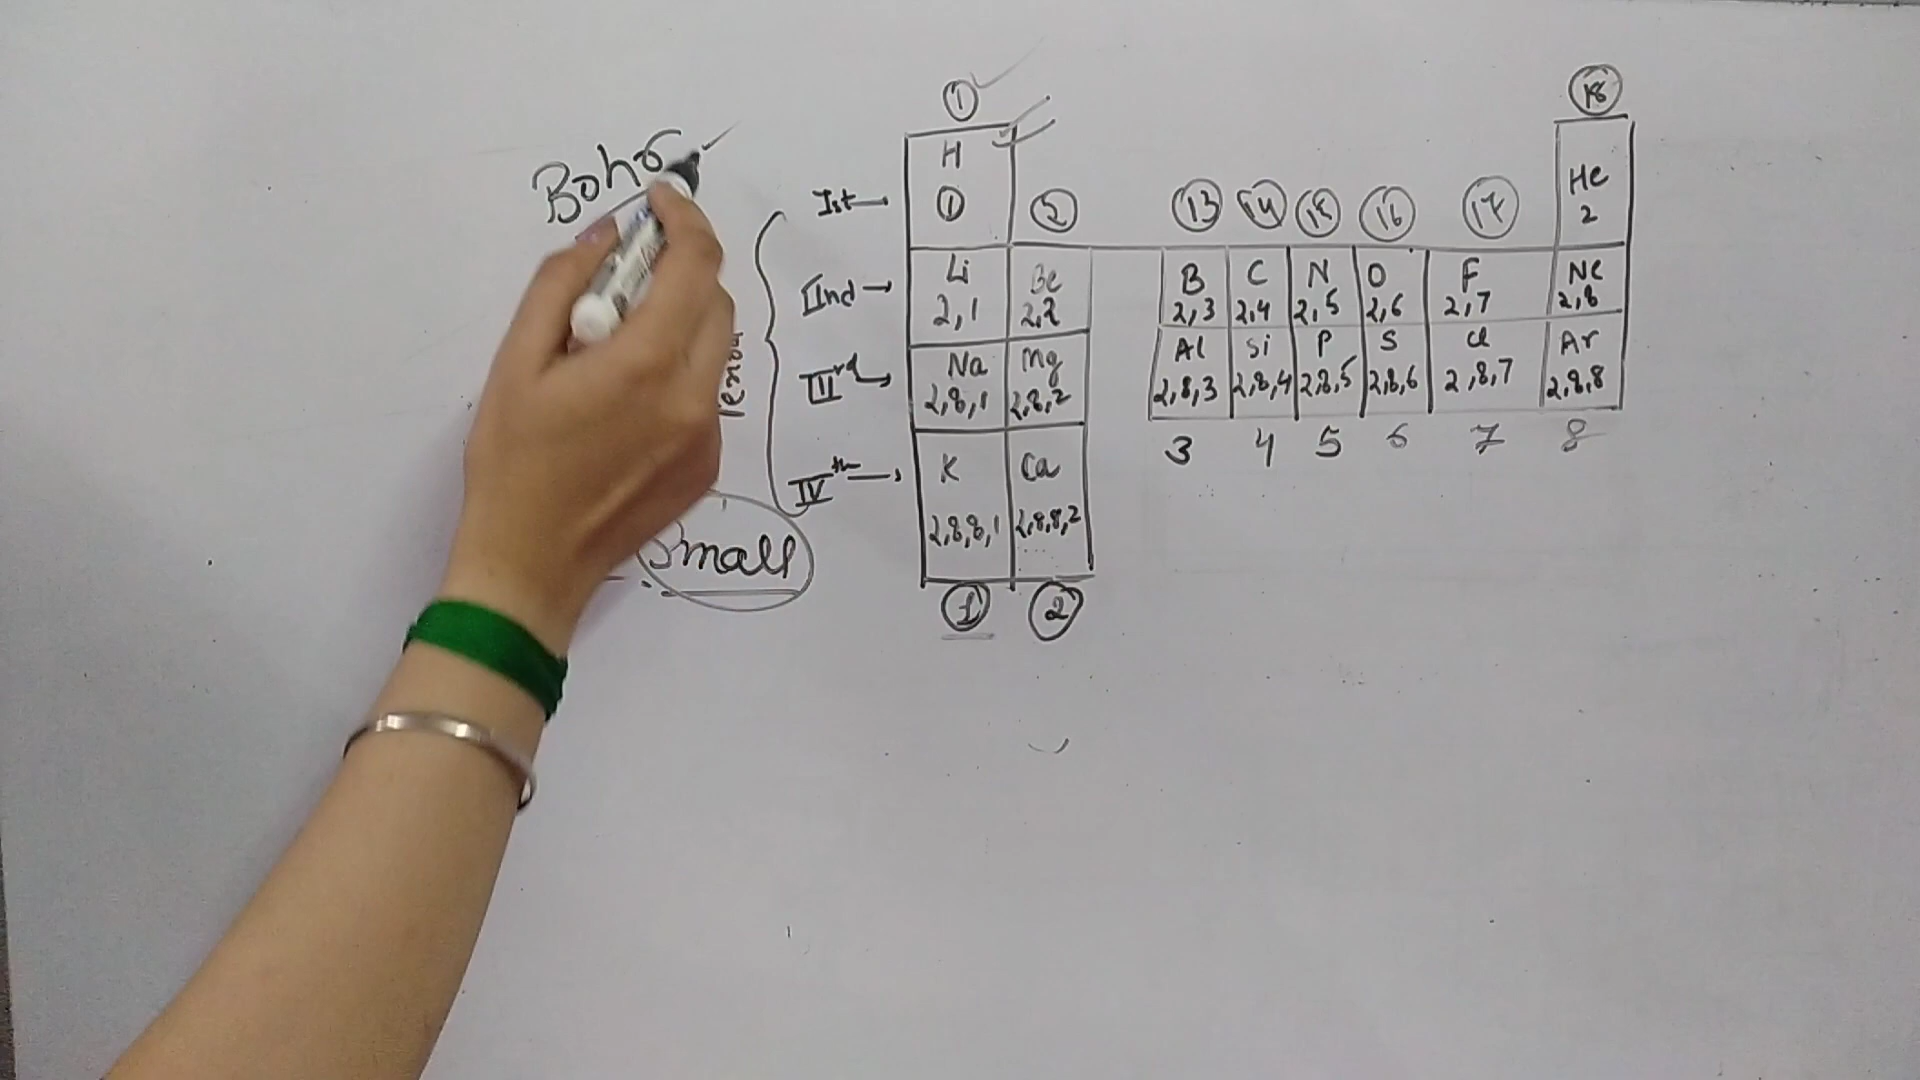 Bohr
Small
1 18
Ist H He
1 2
2 13 14 15 16 17
IInd Li Be B C N O F Ne
2,1 2,2 2,3 2,4 2,5 2,6 2,7 2,8
IIIrd Na Mg Al Si P S Cl Ar
2,8,1 2,8,2 2,8,3 2,8,4 2,8,5 2,8,6 2,8,7 2,8,8
3 4 5 6 7 8
IVth K Ca
2,8,8,1 2,8,8,2
1 2